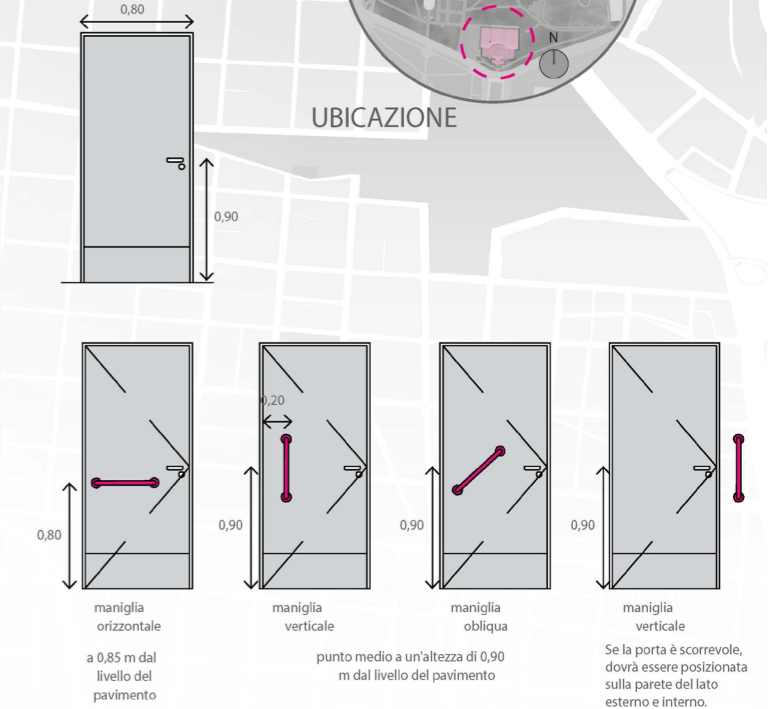 0,80
N
UBICAZIONE
0,90
0,20
0,80
0,90
0,90
0,90
maniglia
orizzontale
maniglia
verticale
maniglia
obliqua
maniglia
verticale
a 0,85 m dal
livello del
pavimento
punto medio a un'altezza di 0,90
m dal livello del pavimento
Se la porta è scorrevole,
dovrà essere posizionata
sulla parete del lato
esterno e interno.